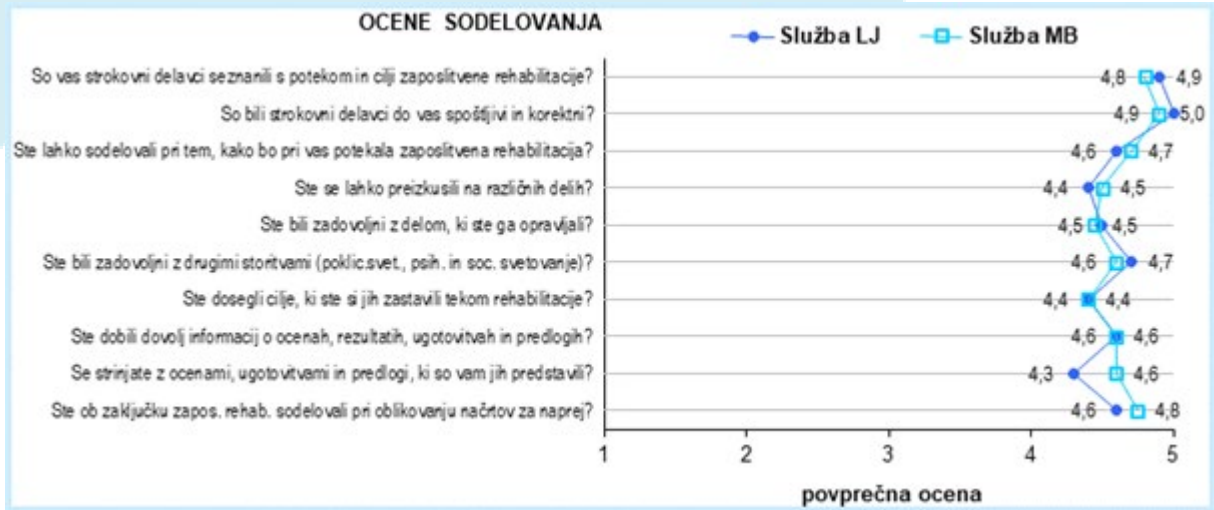 OCENE SODELOVANJA
Služba LJ Služba MB
So vas strokovni delavci seznanili s potekom in cilji zaposlitvene rehabilitacije? 4,8 4,9
So bili strokovni delavci do vas spoštljivi in korektni? 4,9 5,0
Ste lahko sodelovali pri tem, kako bo pri vas potekala zaposlitvena rehabilitacija? 4,6 4,7
Ste se lahko preizkusili na različnih delih? 4,4 4,5
Ste bili zadovoljni z delom, ki ste ga opravljali? 4,5 4,5
Ste bili zadovoljni z drugimi storitvami (poklic.svet., psih. in soc. svetovanje)? 4,6 4,7
Ste dosegli cilje, ki ste si jih zastavili tekom rehabilitacije? 4,4 4,4
Ste dobili dovolj informacij o ocenah, rezultatih, ugotovitvah in predlogih? 4,6 4,6
Se strinjate z ocenami, ugotovitvami in predlogi, ki so vam jih predstavili? 4,3 4,6
Ste ob zaključku zapos. rehab. sodelovali pri oblikovanju načrtov za naprej? 4,6 4,8
1 2 3 4 5
povprečna ocena